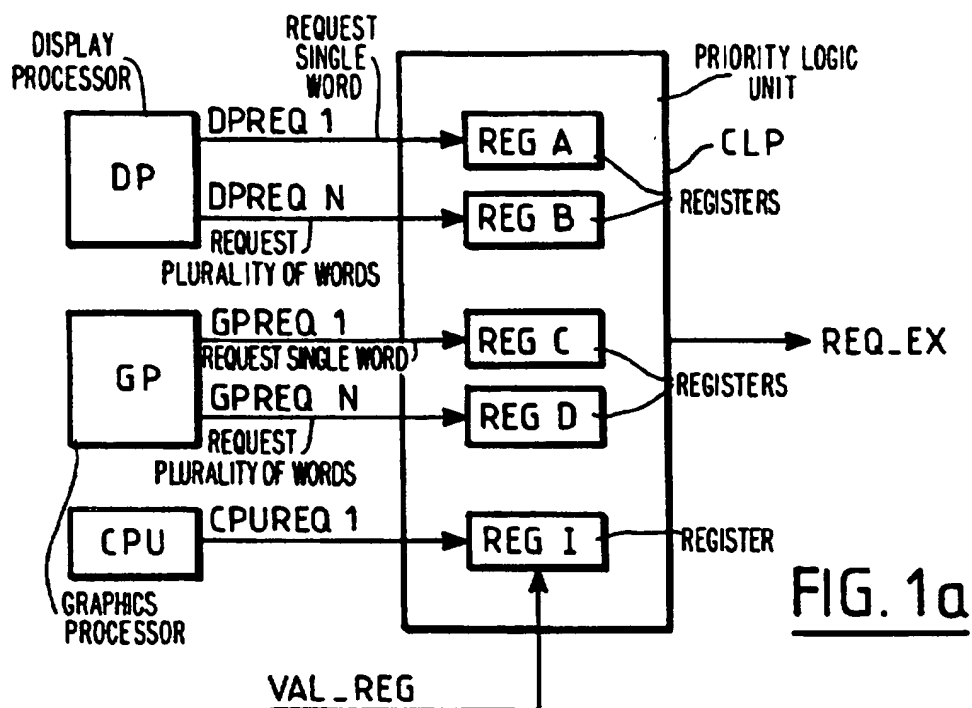 DISPLAY
PROCESSOR
REQUEST
SINGLE
WORD
PRIORITY LOGIC
UNIT
DP
DPREQ 1
REG A
CLP
DPREQ N
REG B
REGISTERS
REQUEST
PLURALITY OF WORDS
GP
GPREQ 1
REQUEST SINGLE WORD
REG C
REQ_EX
GPREQ N
REG D
REGISTERS
REQUEST
PLURALITY OF WORDS
CPU
CPUREQ 1
REG I
REGISTER
GRAPHICS
PROCESSOR
FIG. 1a
VAL_REG